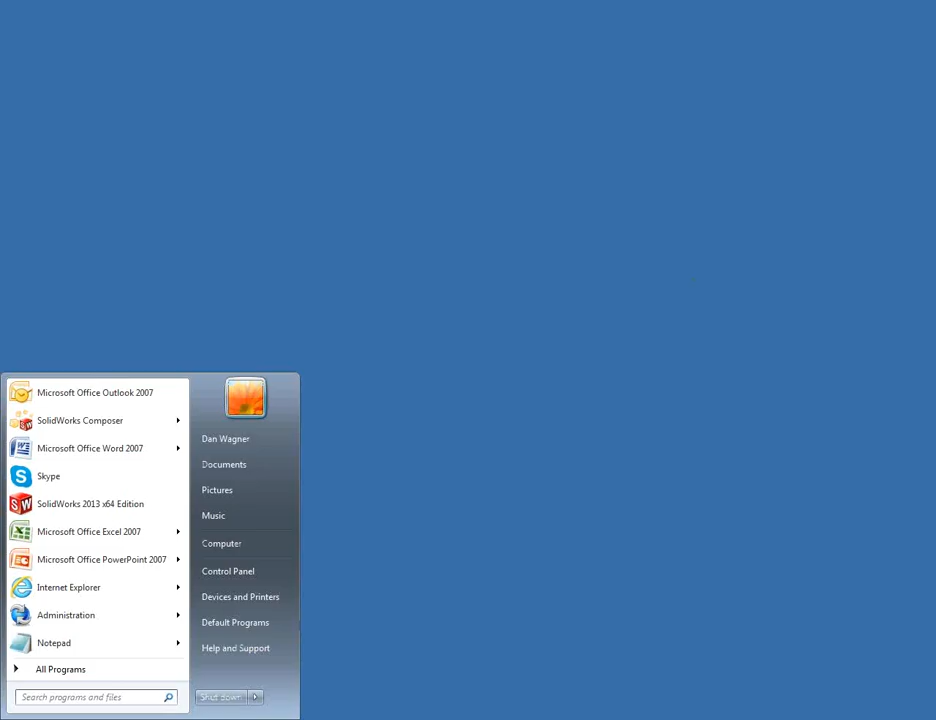 Microsoft Office Outlook 2007
SolidWorks Composer
Microsoft Office Word 2007
Skype
SolidWorks 2013 x64 Edition
Microsoft Office Excel 2007
Microsoft Office PowerPoint 2007
Internet Explorer
Administration
Notepad
All Programs
Search programs and files
Dan Wagner
Documents
Pictures
Music
Computer
Control Panel
Devices and Printers
Default Programs
Help and Support
Shut down